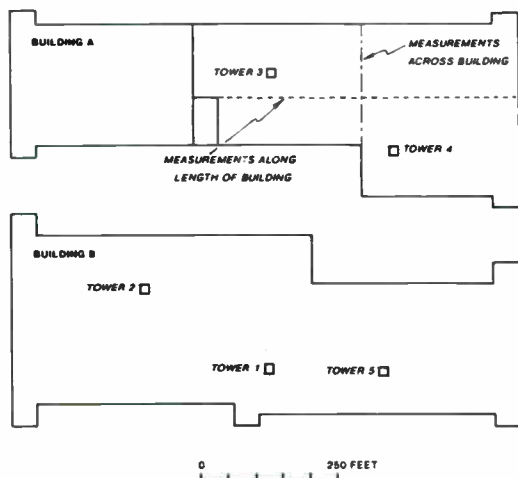 BUILDING A
MEASUREMENTS
ACROSS BUILDING
TOWER 3
TOWER 4
MEASUREMENTS ALONG
LENGTH OF BUILDING
BUILDING B
TOWER 2
TOWER 1
TOWER 5
0
250 FEET